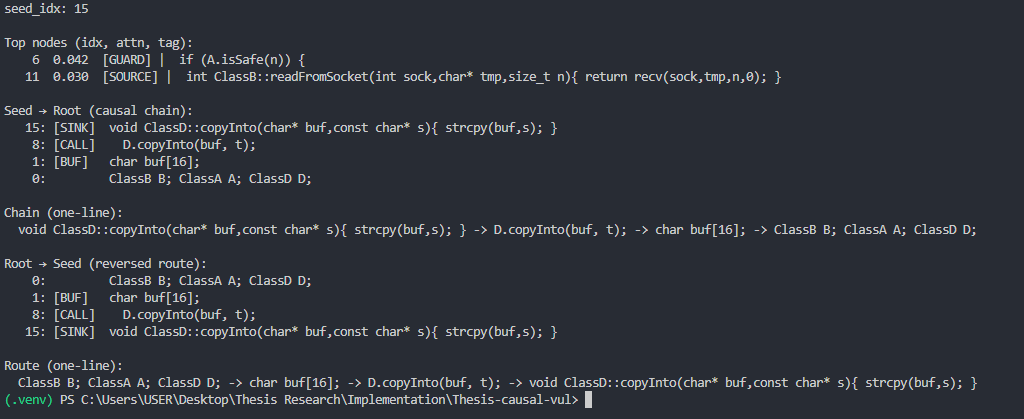 seed_idx: 15
Top nodes (idx, attn, tag):
6 0.042 [GUARD] | if (A.isSafe(n)) {
11 0.030 [SOURCE] | int ClassB::readFromSocket(int sock,char* tmp,size_t n){ return recv(sock,tmp,n,0); }
Seed → Root (causal chain):
15: [SINK] void ClassD::copyInto(char* buf,const char* s){ strcpy(buf,s); }
8: [CALL] D.copyInto(buf, t);
1: [BUF] char buf[16];
0: ClassB B; ClassA A; ClassD D;
Chain (one-line):
void ClassD::copyInto(char* buf,const char* s){ strcpy(buf,s); } -> D.copyInto(buf, t); -> char buf[16]; -> ClassB B; ClassA A; ClassD D;
Root → Seed (reversed route):
0: ClassB B; ClassA A; ClassD D;
1: [BUF] char buf[16];
8: [CALL] D.copyInto(buf, t);
15: [SINK] void ClassD::copyInto(char* buf,const char* s){ strcpy(buf,s); }
Route (one-line):
ClassB B; ClassA A; ClassD D; -> char buf[16]; -> D.copyInto(buf, t); -> void ClassD::copyInto(char* buf,const char* s){ strcpy(buf,s); }
(.venv) PS C:\Users\USER\Desktop\Thesis Research\Implementation\Thesis-causal-vul>